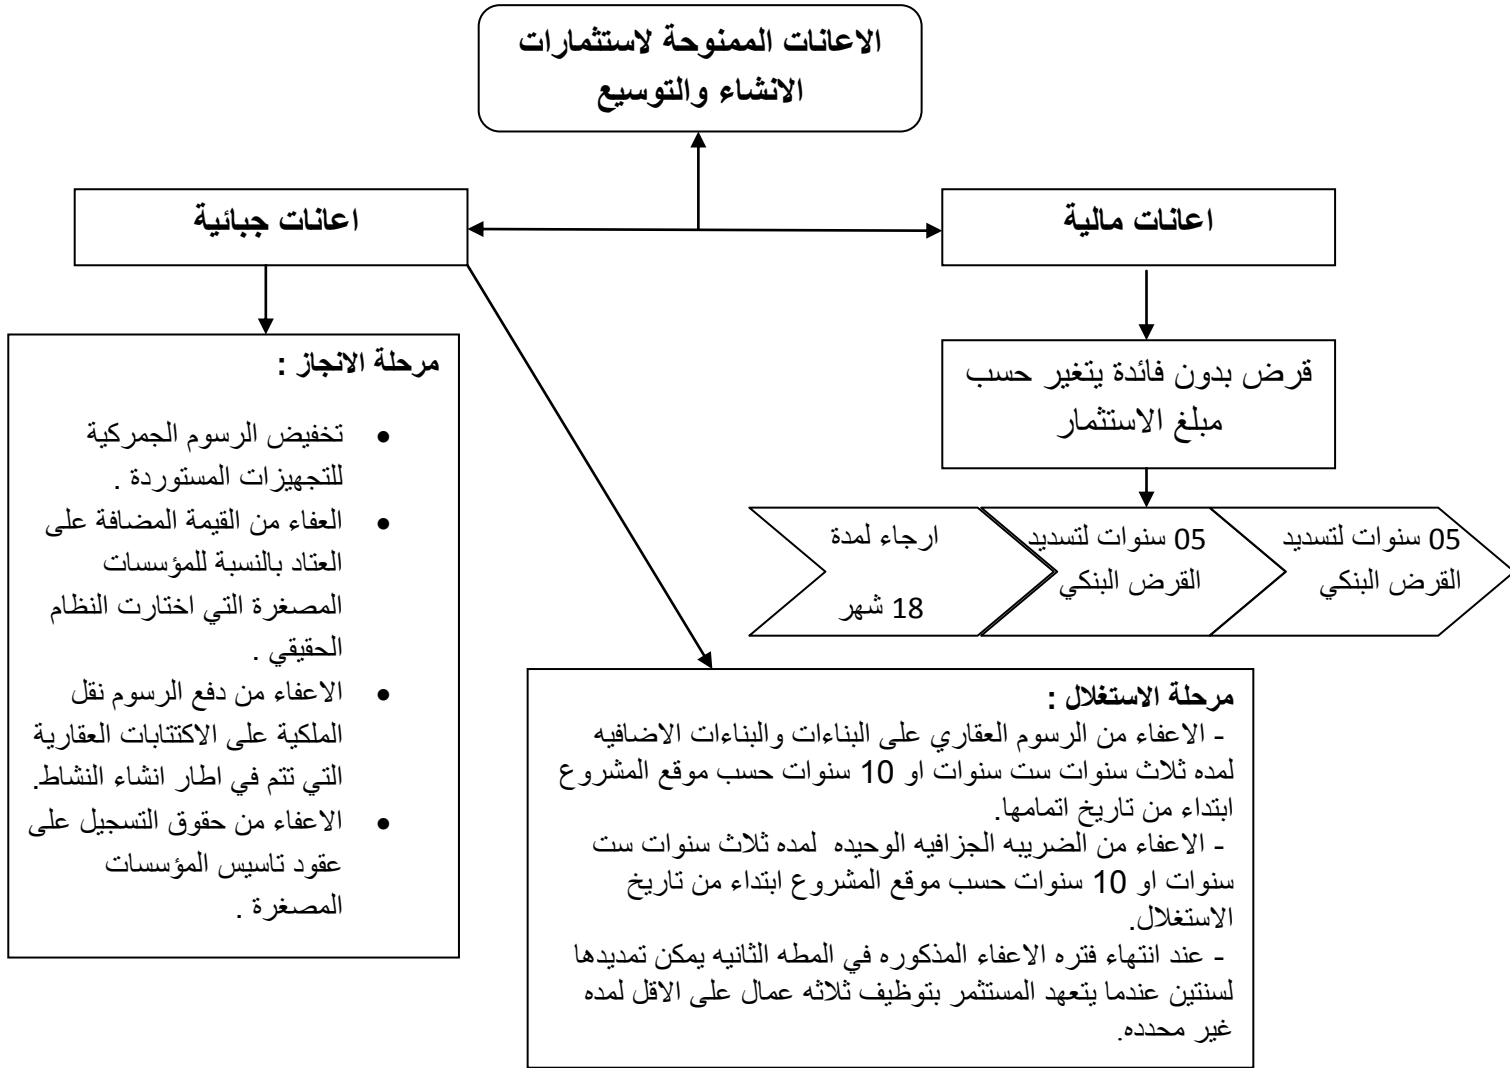 الاعانات الممنوحة لاستثمارات
الانشاء والتوسيع
اعانات مالية
اعانات جبائية
قرض بدون فائدة يتغير حسب
مبلغ الاستثمار
05 سنوات لتسديد
القرض البنكي
05 سنوات لتسديد
القرض البنكي
ارجاء لمدة
18 شهر
مرحلة الانجاز :
• تخفيض الرسوم الجمركية
للتجهيزات المستوردة .
• العفاء من القيمة المضافة على
العتاد بالنسبة للمؤسسات
المصغرة التي اختارت النظام
الحقيقي .
• الاعفاء من دفع الرسوم نقل
الملكية على الاكتتابات العقارية
التي تتم في اطار انشاء النشاط.
• الاعفاء من حقوق التسجيل على
عقود تاسيس المؤسسات
المصغرة .
مرحلة الاستغلال :
- الاعفاء من الرسوم العقاري على البناءات والبناءات الاضافيه
لمده ثلاث سنوات ست سنوات او 10 سنوات حسب موقع المشروع
ابتداء من تاريخ اتمامها.
- الاعفاء من الضريبه الجزافيه الوحيده لمده ثلاث سنوات ست
سنوات او 10 سنوات حسب موقع المشروع ابتداء من تاريخ
الاستغلال.
- عند انتهاء فتره الاعفاء المذكوره في المطه الثانيه يمكن تمديدها
لسنتين عندما يتعهد المستثمر بتوظيف ثلاثه عمال على الاقل لمده
غير محدده.